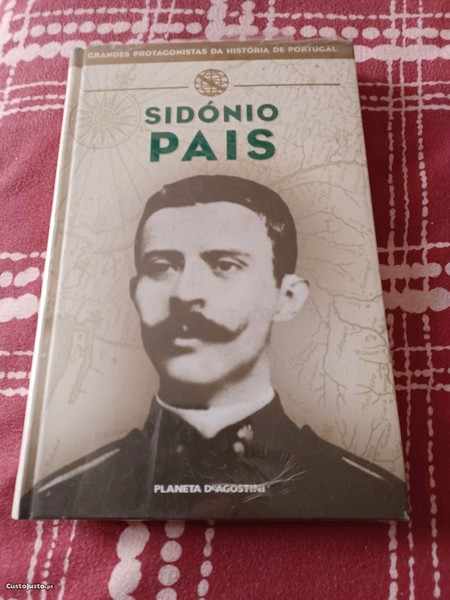 GRANDES PROTAGONISTAS DA HISTÓRIA DE PORTUGAL
SIDÓNIO
PAIS
PLANETA DEAGOSTINI
CustoJusto.pt